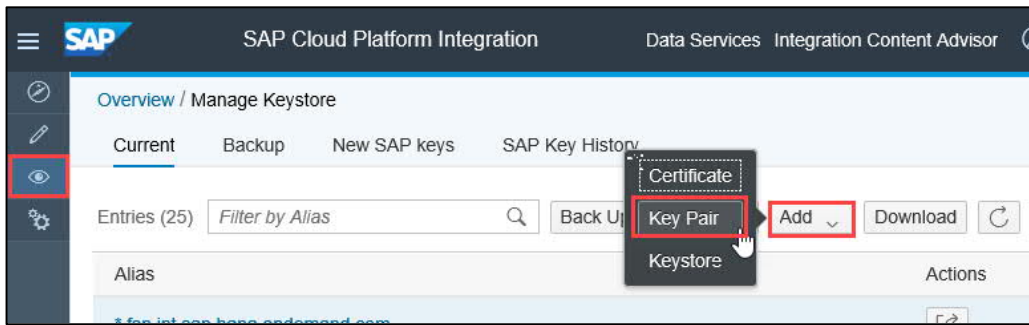 SAP SAP Cloud Platform Integration Data Services Integration Content Advisor
Overview / Manage Keystore
Current Backup New SAP keys SAP Key History
Certificate
Entries (25) Filter by Alias Back Up Key Pair Add Download
Keystore
Alias Actions